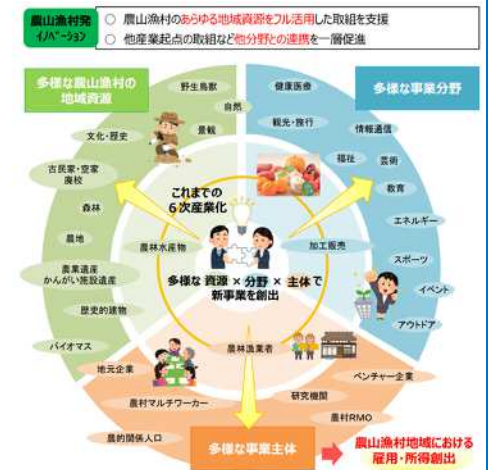 農山漁村発
イノベーション
○ 農山漁村のあらゆる地域資源をフル活用した取組を支援
○ 他産業起点の取組など他分野との連携を一層促進
多様な農山漁村の
地域資源
多様な事業分野
野生鳥獣
自然
景観
文化・歴史
古民家・空家
廃校
森林
農地
農業遺産
かんがい施設遺産
歴史的建物
バイオマス
健康医療
観光・旅行
情報通信
福祉
芸術
教育
エネルギー
スポーツ
イベント
アウトドア
これまでの
6次産業化
農林水産物
加工販売
多様な 資源 × 分野 × 主体で
新事業を創出
農林漁業者
地元企業
農村マルチワーカー
農的関係人口
ベンチャー企業
研究機関
農村RMO
多様な事業主体
農山漁村地域における
雇用・所得創出